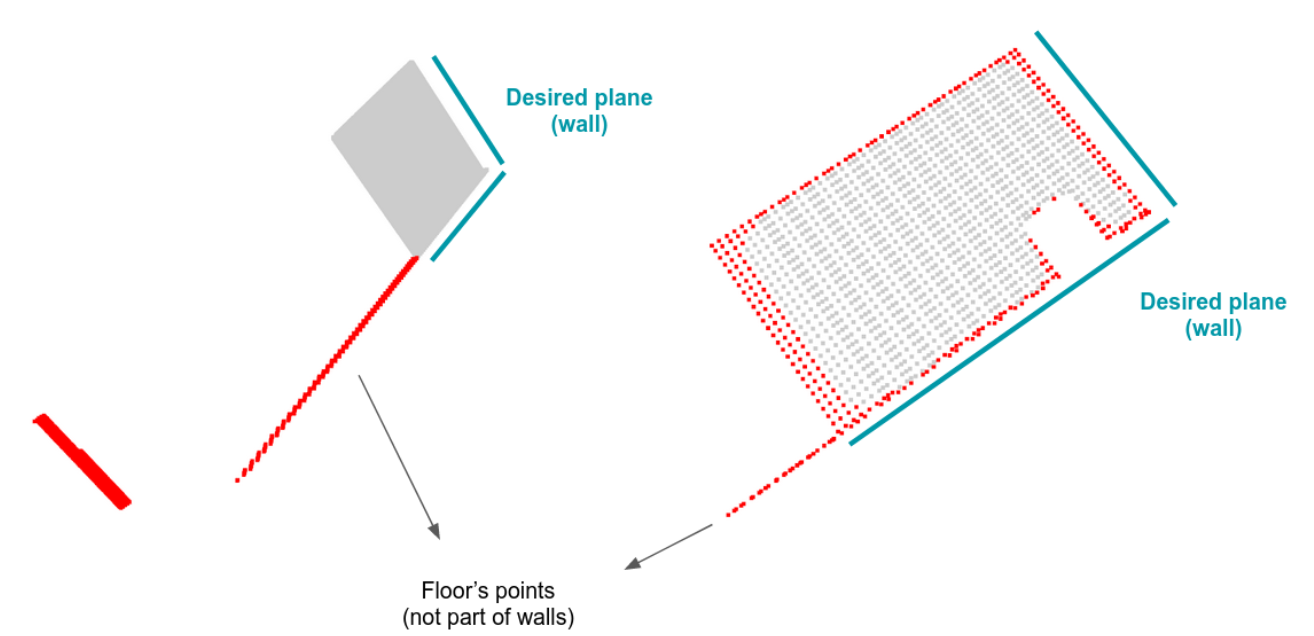 Desired plane
(wall)
Desired plane
(wall)
Floor’s points
(not part of walls)